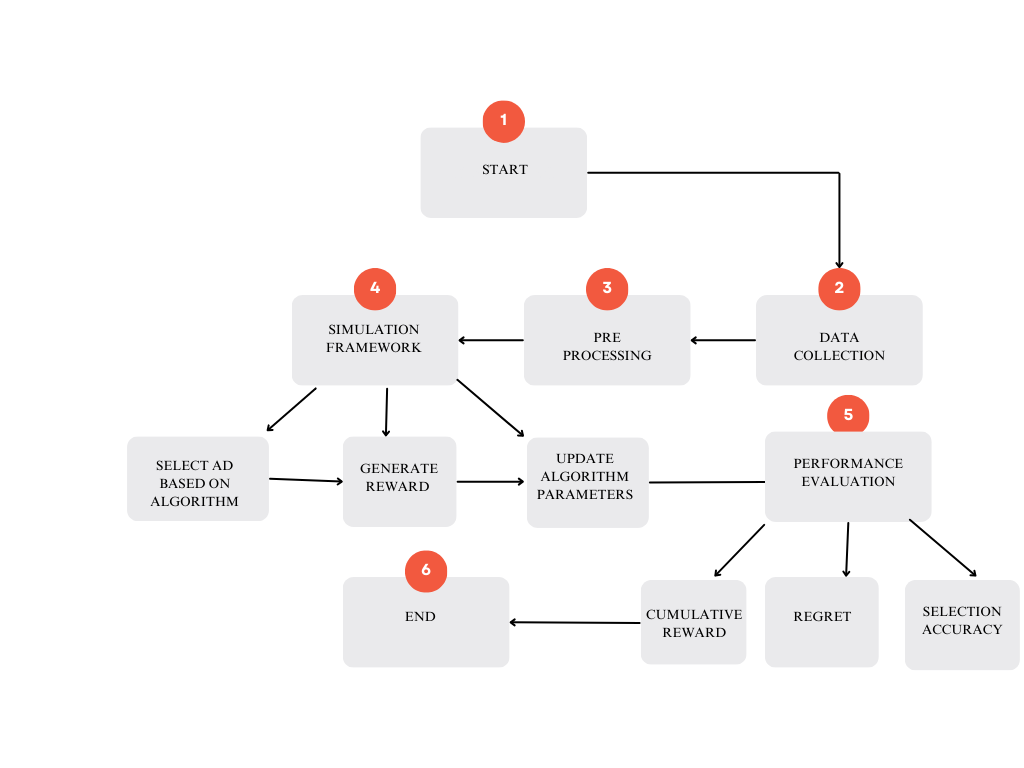 1
START
4
SIMULATION
FRAMEWORK
3
PRE
PROCESSING
2
DATA
COLLECTION
5
SELECT AD
BASED ON
ALGORITHM
GENERATE
REWARD
UPDATE
ALGORITHM
PARAMETERS
PERFORMANCE
EVALUATION
6
END
CUMULATIVE
REWARD
REGRET
SELECTION
ACCURACY